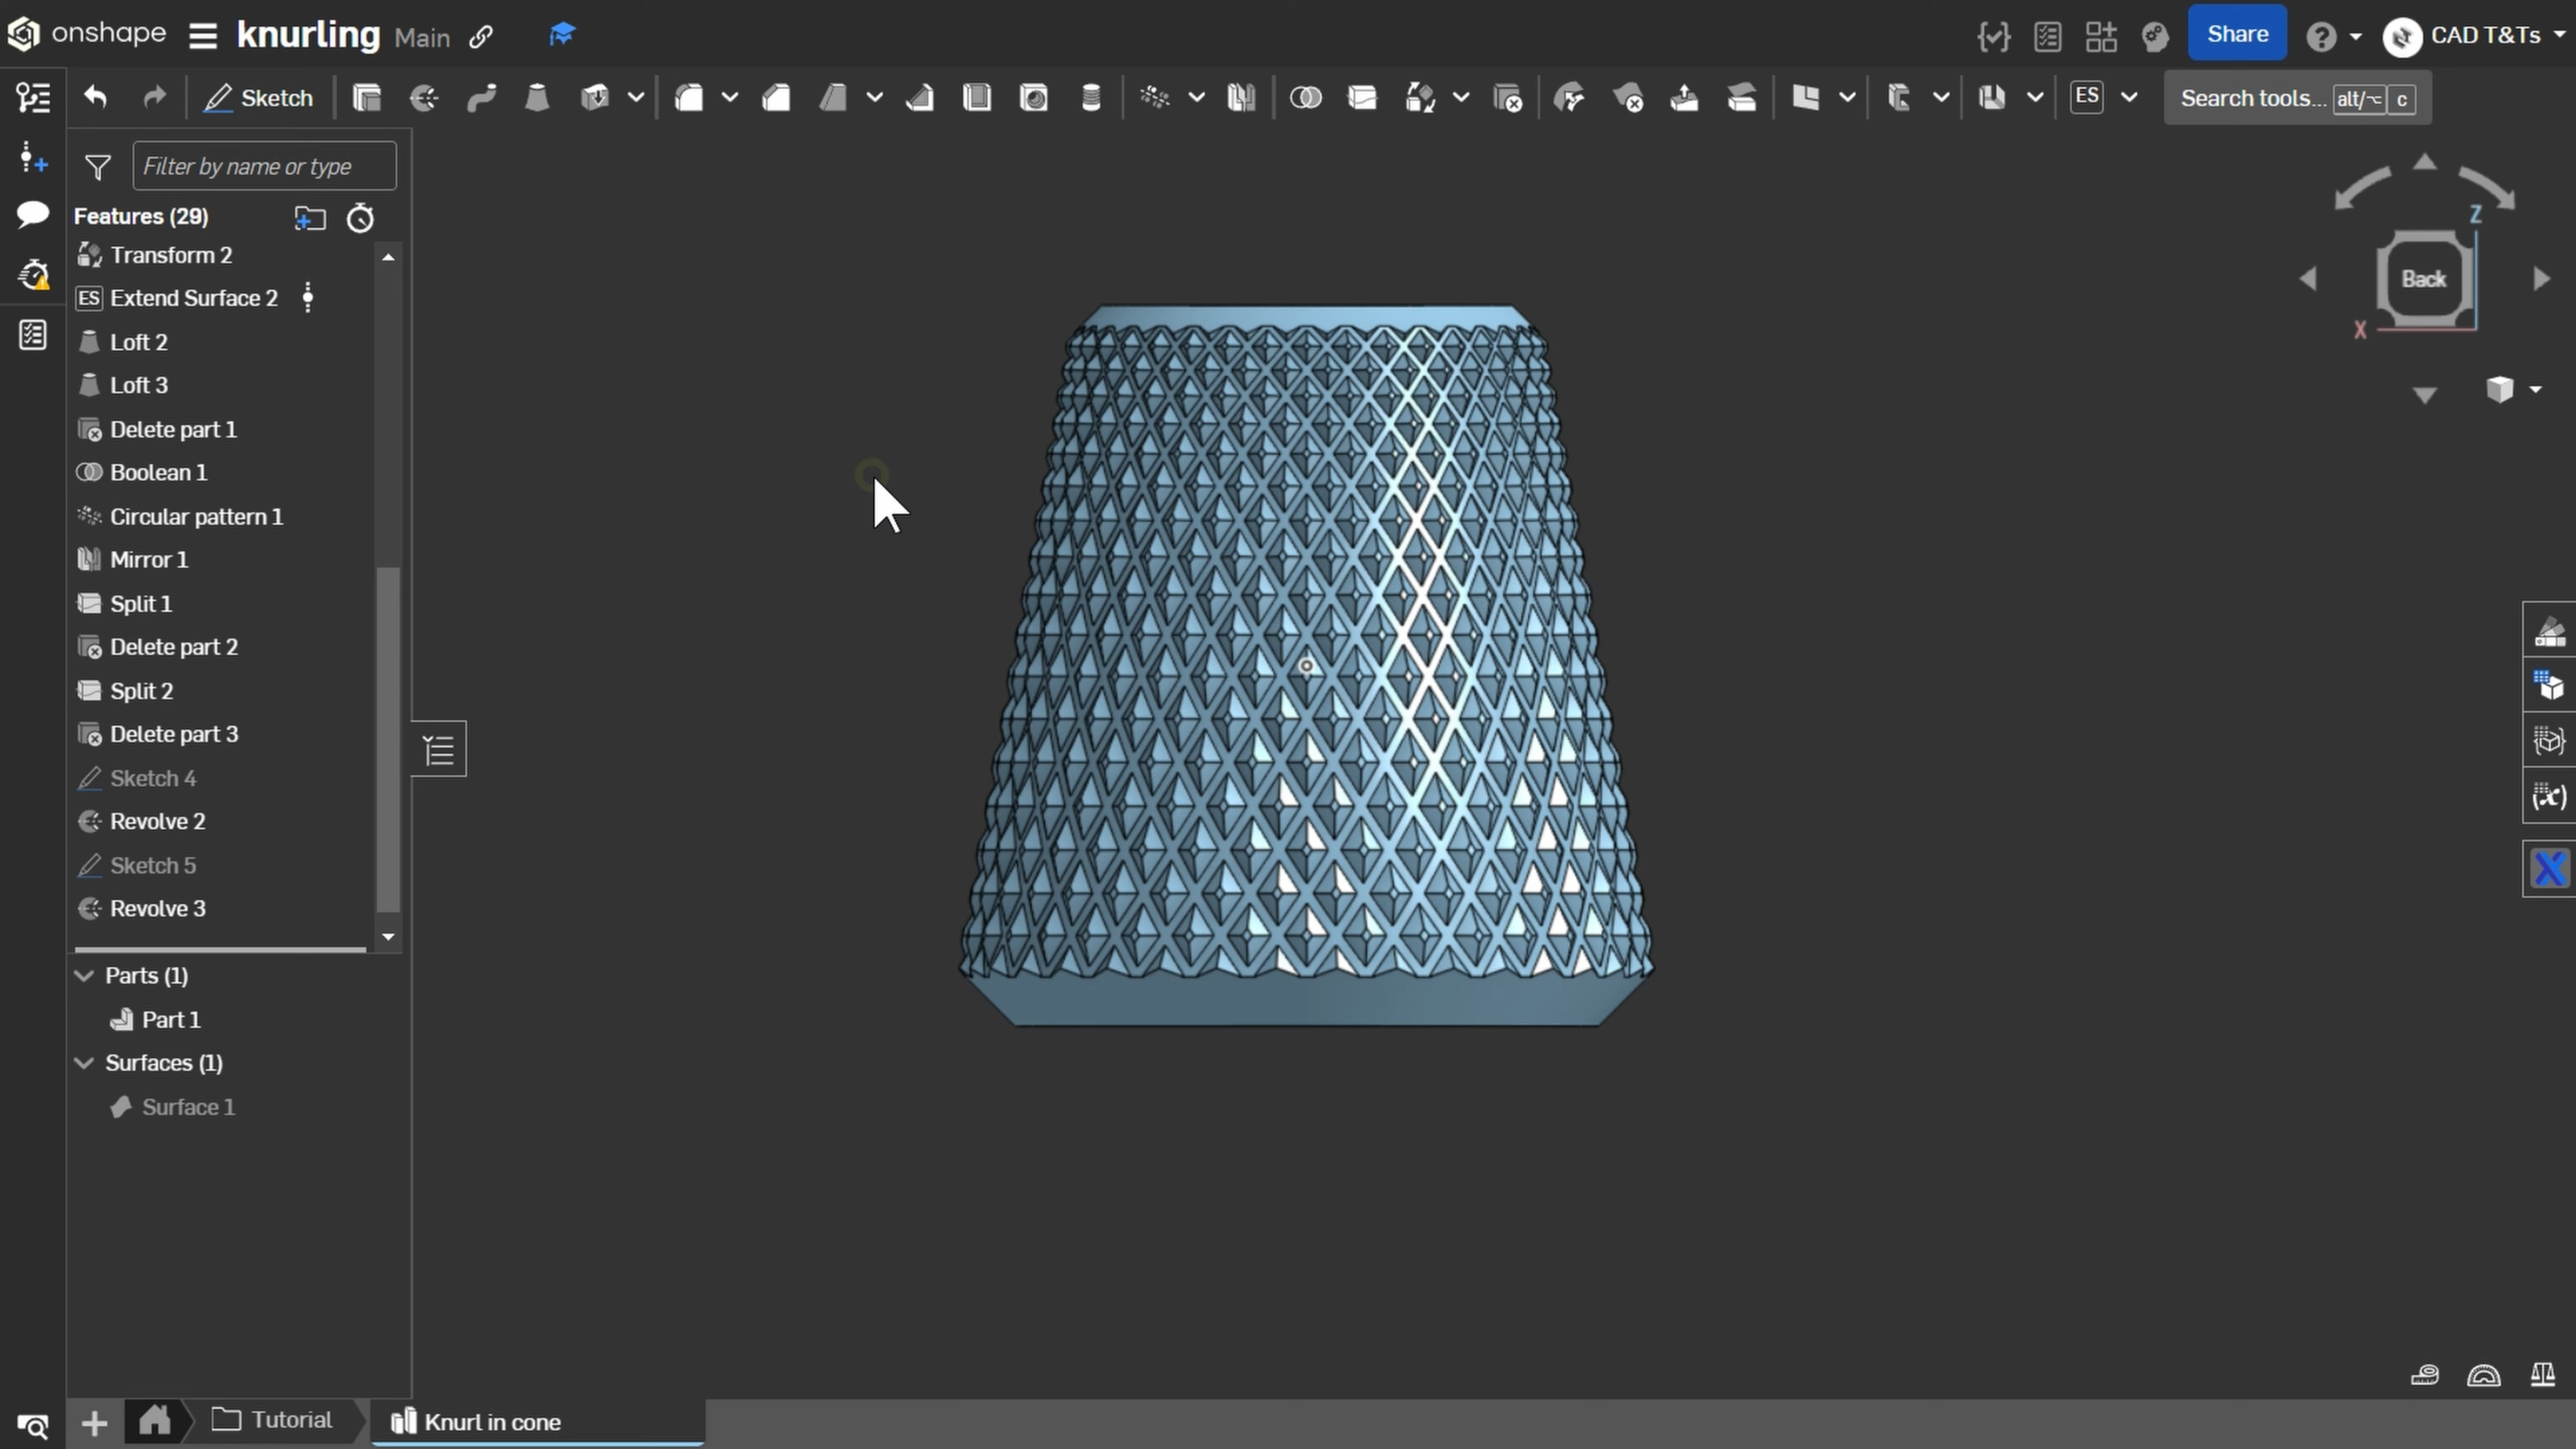 onshape knurling Main Share CAD T&Ts
Sketch ES Search tools... alt/⌥ c
Filter by name or type
Features (29)
Transform 2
ES Extend Surface 2
Loft 2
Loft 3
Delete part 1
Boolean 1
Circular pattern 1
Mirror 1
Split 1
Delete part 2
Split 2
Delete part 3
Sketch 4
Revolve 2
Sketch 5
Revolve 3
Parts (1)
Part 1
Surfaces (1)
Surface 1
Z
Back
X
(x)
Tutorial Knurl in cone